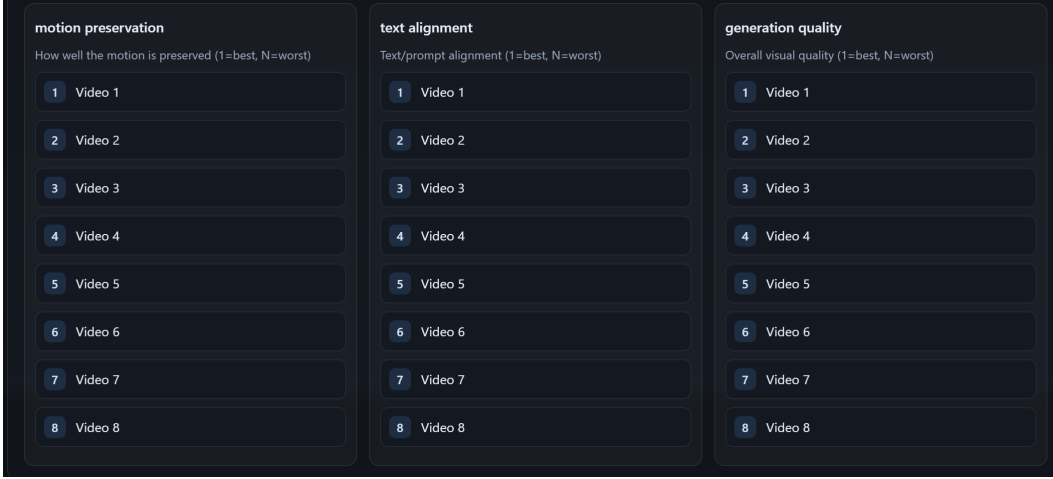 motion preservation
How well the motion is preserved (1=best, N=worst)
1 Video 1
2 Video 2
3 Video 3
4 Video 4
5 Video 5
6 Video 6
7 Video 7
8 Video 8
text alignment
Text/prompt alignment (1=best, N=worst)
1 Video 1
2 Video 2
3 Video 3
4 Video 4
5 Video 5
6 Video 6
7 Video 7
8 Video 8
generation quality
Overall visual quality (1=best, N=worst)
1 Video 1
2 Video 2
3 Video 3
4 Video 4
5 Video 5
6 Video 6
7 Video 7
8 Video 8